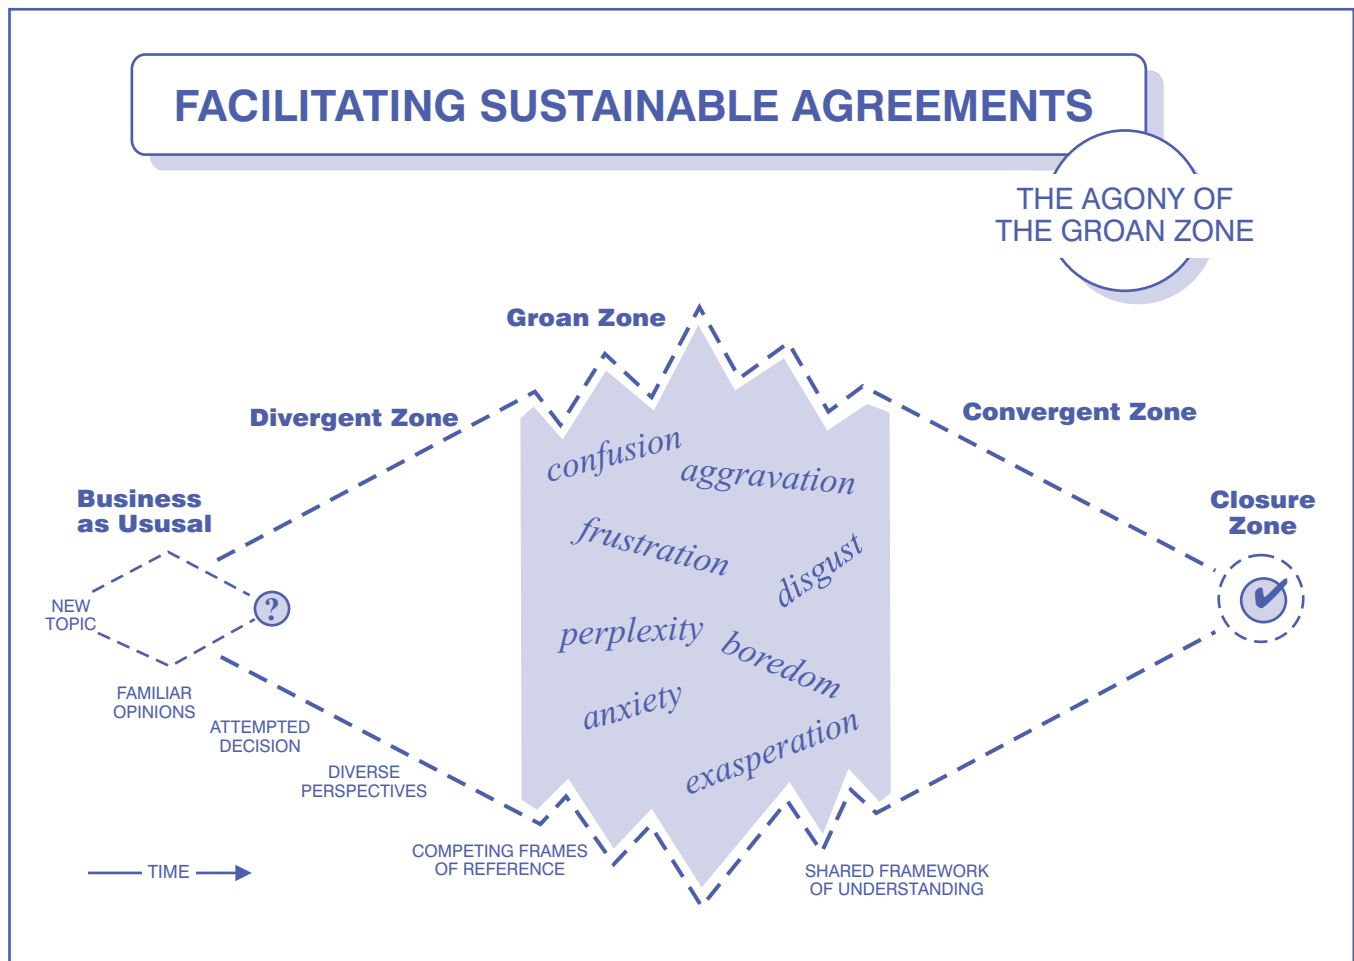 FACILITATING SUSTAINABLE AGREEMENTS
THE AGONY OF
THE GROAN ZONE
Groan Zone
Divergent Zone
Convergent Zone
Business
as Ususal
Closure
Zone
NEW
TOPIC
?
confusion
aggravation
frustration
disgust
perplexity
boredom
anxiety
exasperation
FAMILIAR
OPINIONS
ATTEMPTED
DECISION
DIVERSE
PERSPECTIVES
COMPETING FRAMES
OF REFERENCE
SHARED FRAMEWORK
OF UNDERSTANDING
TIME